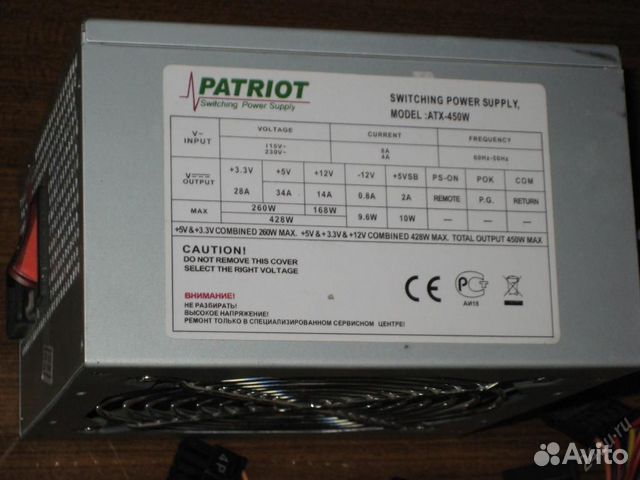 PATRIOT
Switching Power Supply
SWITCHING POWER SUPPLY,
MODEL :ATX-450W
V~ INPUT VOLTAGE CURRENT FREQUENCY
115V~ 8A 60Hz-50Hz
230V~ 4A
V OUTPUT +3.3V +5V +12V -12V +5VSB PS-ON POK COM
28A 34A 14A 0.8A 2A REMOTE P.G. RETURN
MAX 260W 168W 9.6W 10W — — —
428W
+5V & +3.3V COMBINED 260W MAX. +5V & +3.3V & +12V COMBINED 428W MAX. TOTAL OUTPUT 450W MAX
CAUTION!
DO NOT REMOVE THIS COVER
SELECT THE RIGHT VOLTAGE
CE
АИ18
ВНИМАНИЕ!
НЕ РАЗБИРАТЬ!
ВЫСОКОЕ НАПРЯЖЕНИЕ!
РЕМОНТ ТОЛЬКО В СПЕЦИАЛИЗИРОВАННОМ СЕРВИСНОМ ЦЕНТРЕ!
4P
Avito